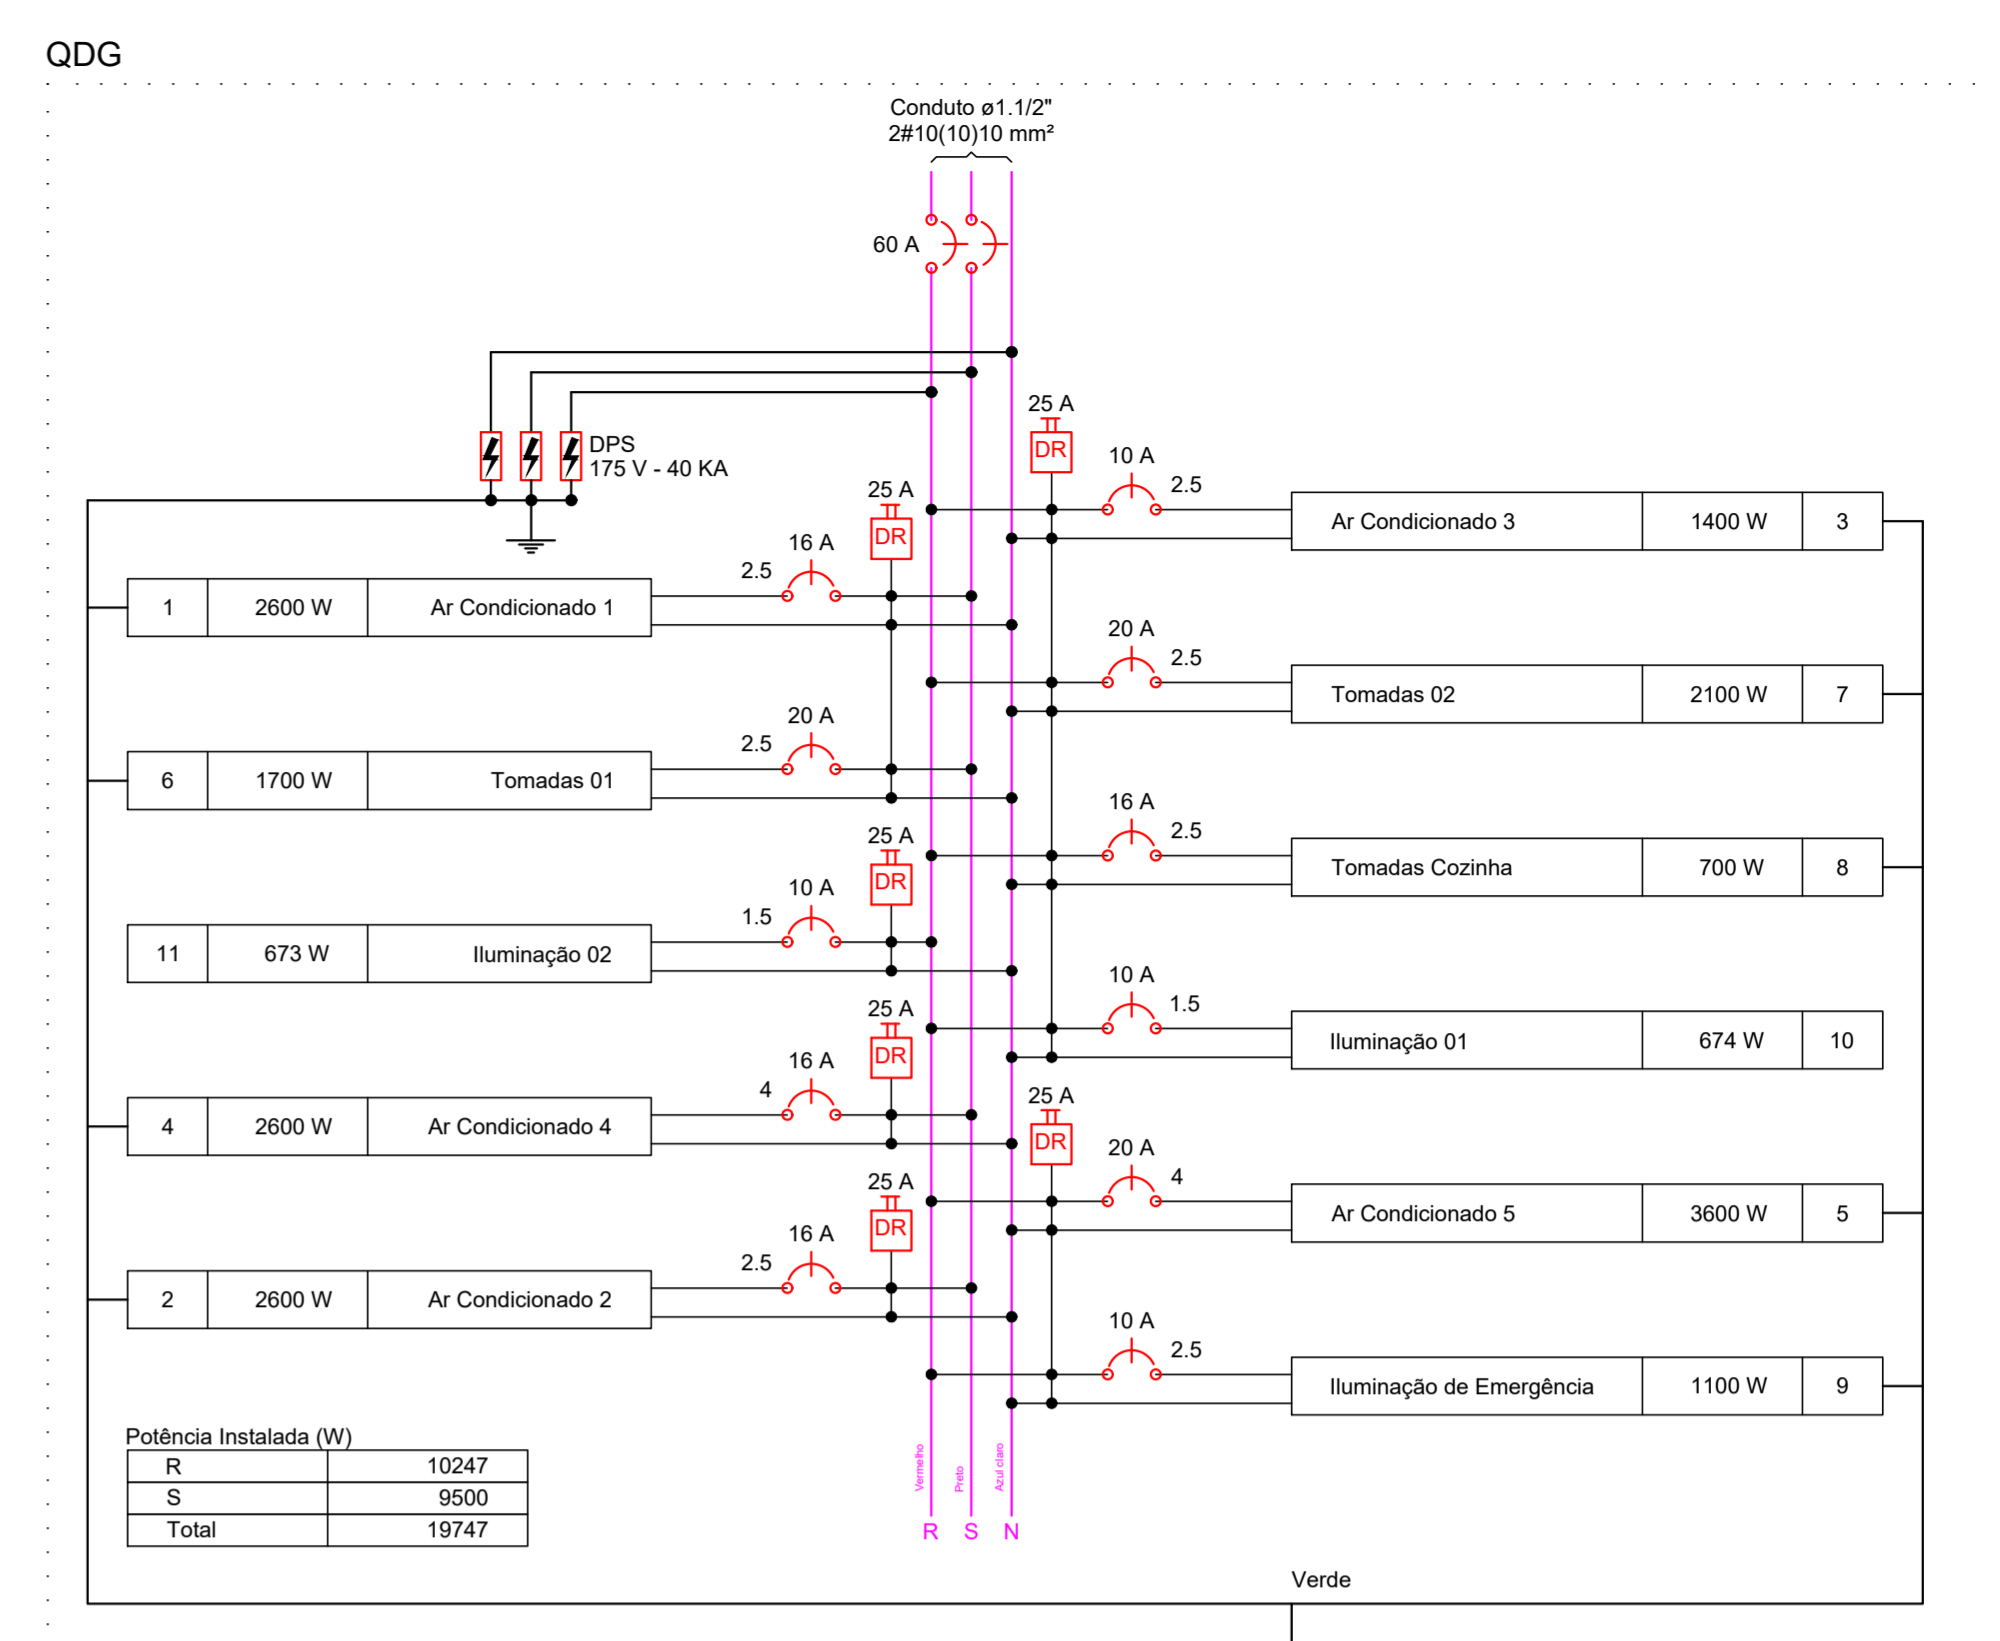 QDG
Conduto ø1.1/2"
2#10(10)10 mm²
60 A
DPS
175 V - 40 KA
25 A
DR
10 A
2.5
Ar Condicionado 3 1400 W 3
25 A
DR
16 A
2.5
1 2600 W Ar Condicionado 1
20 A
2.5
Tomadas 02 2100 W 7
20 A
2.5
6 1700 W Tomadas 01
16 A
2.5
Tomadas Cozinha 700 W 8
25 A
DR
10 A
1.5
11 673 W Iluminação 02
10 A
1.5
Iluminação 01 674 W 10
25 A
DR
16 A
4
4 2600 W Ar Condicionado 4
25 A
DR
20 A
4
Ar Condicionado 5 3600 W 5
25 A
DR
16 A
2.5
2 2600 W Ar Condicionado 2
10 A
2.5
Iluminação de Emergência 1100 W 9
Potência Instalada (W)
R 10247
S 9500
Total 19747
Vermelho
Preto
Azul claro
R S N
Verde